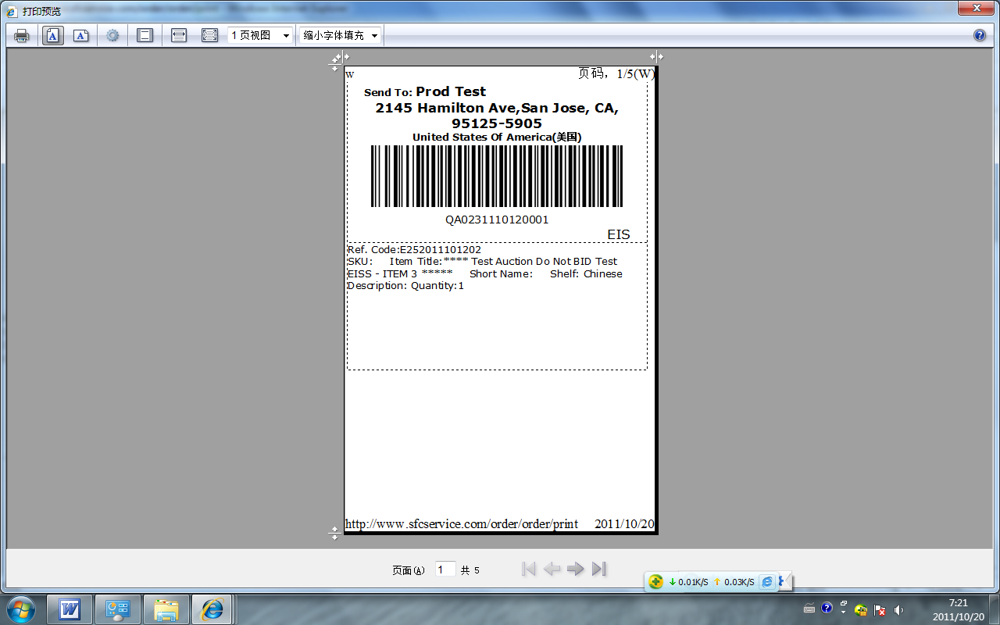 打印预览
1 页视图
缩小字体填充
w 页码，1/5(W)
Send To: Prod Test
2145 Hamilton Ave,San Jose, CA,
95125-5905
United States Of America(美国)
QA0231110120001
EIS
Ref. Code:E252011101202
SKU: Item Title:**** Test Auction Do Not BID Test
EISS - ITEM 3 ***** Short Name: Shelf: Chinese
Description: Quantity:1
http://www.sfcservice.com/order/order/print 2011/10/20
页面(A) 1 共 5
0.01K/S 0.03K/S
7:21
2011/10/20